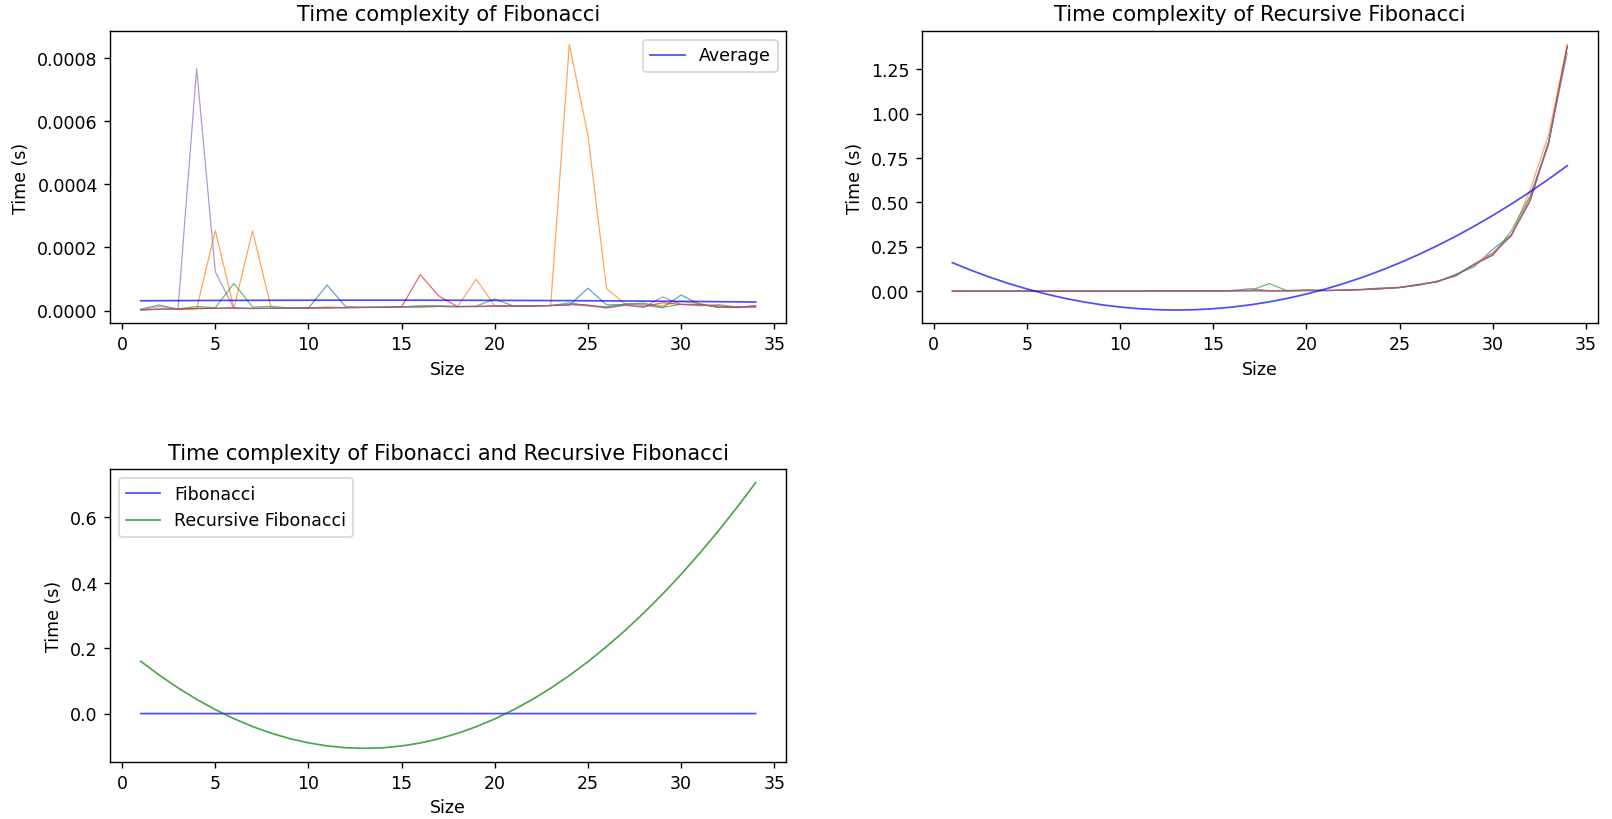 Time complexity of Fibonacci
Average
0.0008
0.0006
0.0004
0.0002
0.0000
Time (s)
0 5 10 15 20 25 30 35
Size
Time complexity of Recursive Fibonacci
1.25
1.00
0.75
0.50
0.25
0.00
Time (s)
0 5 10 15 20 25 30 35
Size
Time complexity of Fibonacci and Recursive Fibonacci
Fibonacci
Recursive Fibonacci
0.6
0.4
0.2
0.0
Time (s)
0 5 10 15 20 25 30 35
Size